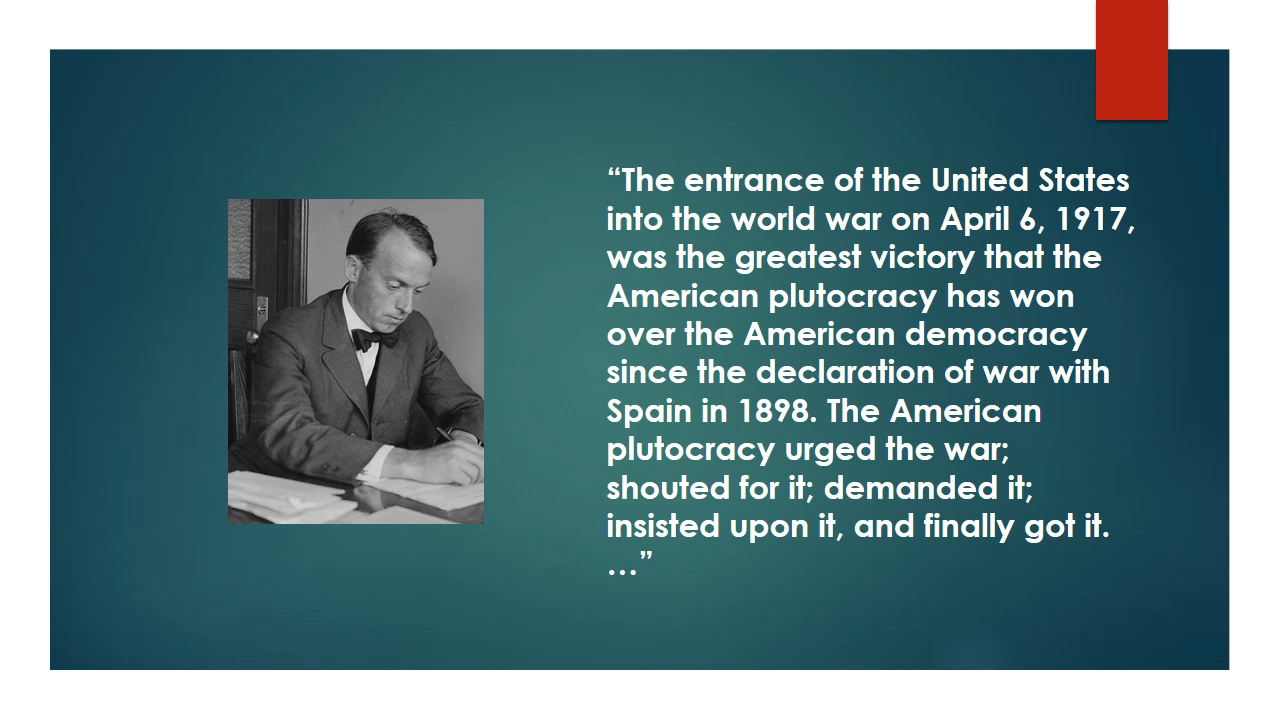 “The entrance of the United States
into the world war on April 6, 1917,
was the greatest victory that the
American plutocracy has won
over the American democracy
since the declaration of war with
Spain in 1898. The American
plutocracy urged the war;
shouted for it; demanded it;
insisted upon it, and finally got it.
…”